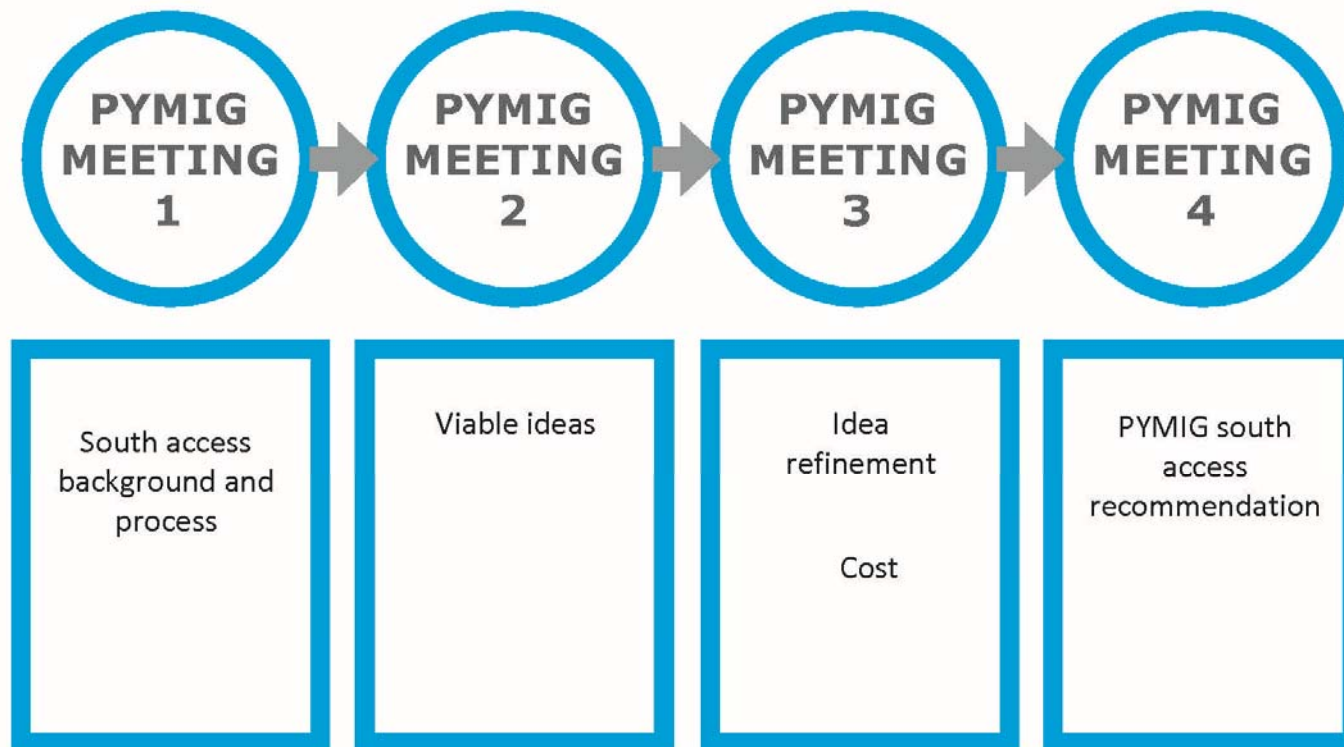 PYMIG
MEETING
1
PYMIG
MEETING
2
PYMIG
MEETING
3
PYMIG
MEETING
4
South access
background and
process
Viable ideas
Idea
refinement
Cost
PYMIG south
access
recommendation